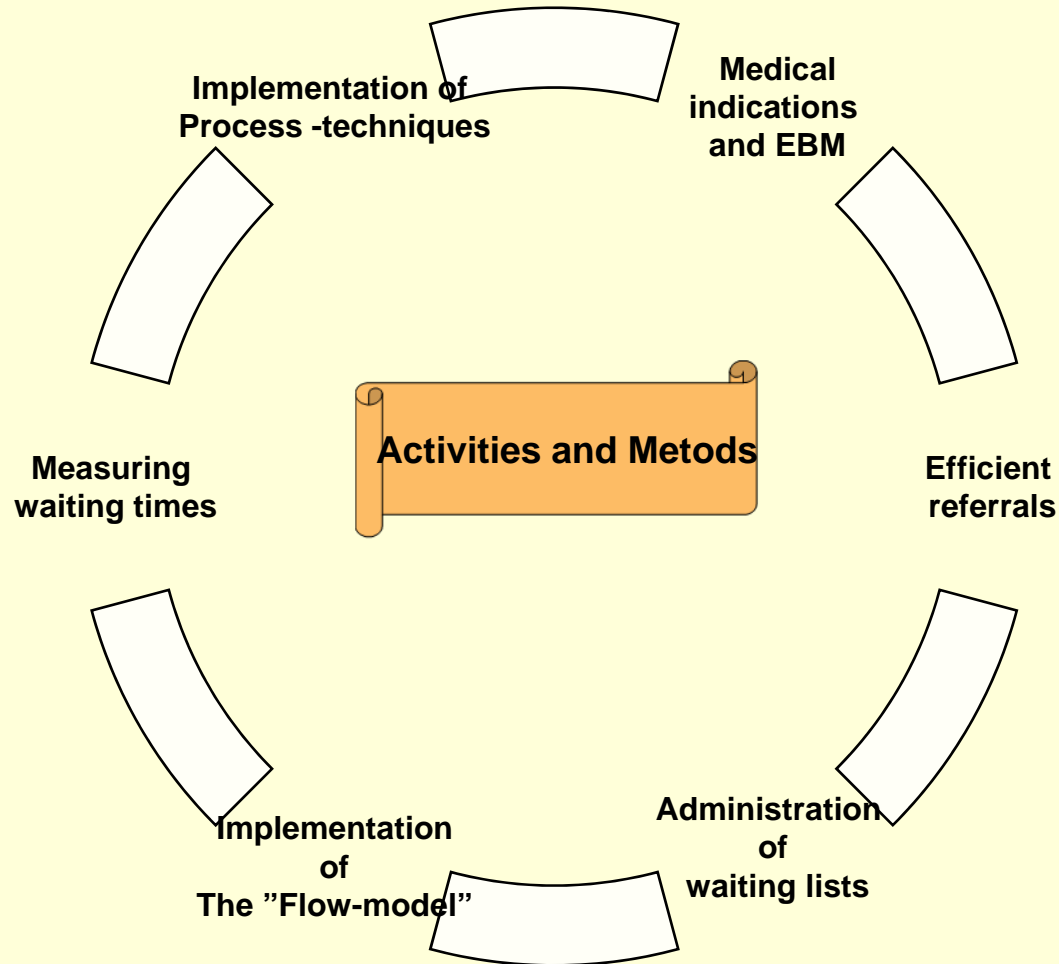 Implementation of
Process -techniques
Medical
indications
and EBM
Activities and Metods
Measuring
waiting times
Efficient
referrals
Implementation
of
The ”Flow-model”
Administration
of
waiting lists